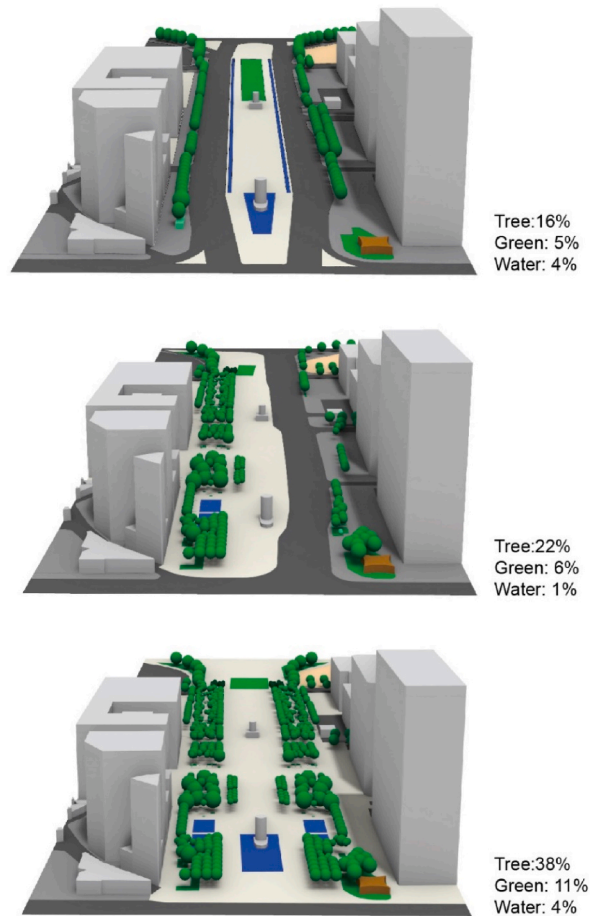 Tree:16%
Green: 5%
Water: 4%
Tree:22%
Green: 6%
Water: 1%
Tree:38%
Green: 11%
Water: 4%